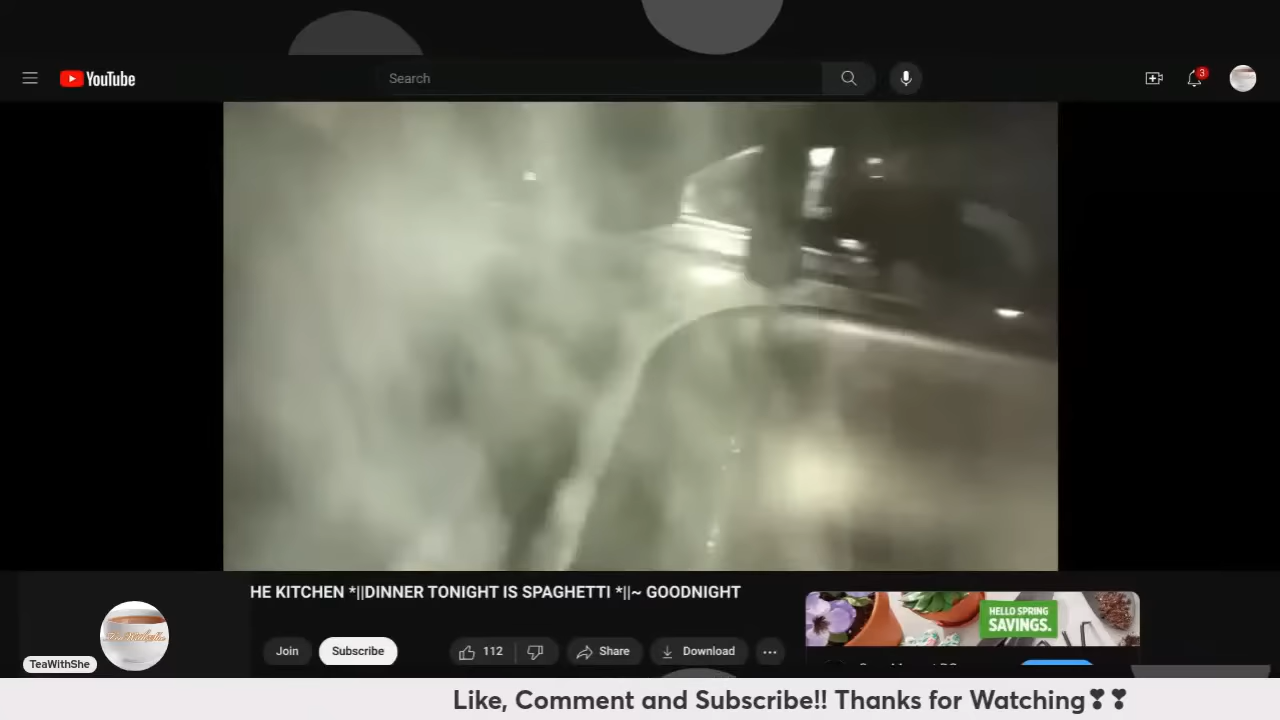 YouTube
Search
3
HE KITCHEN *||DINNER TONIGHT IS SPAGHETTI *||~ GOODNIGHT
HELLO SPRING
SAVINGS.
Join
Subscribe
112
Share
Download
TeaWithShe
Like, Comment and Subscribe!! Thanks for Watching❣❣